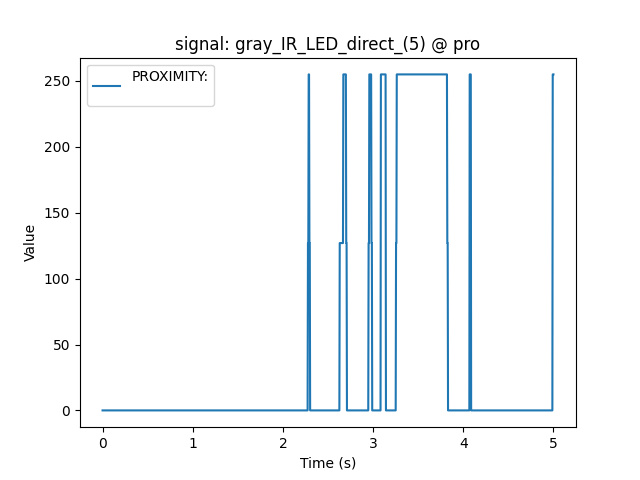 signal: gray_IR_LED_direct_(5) @ pro
PROXIMITY:
Value
250
200
150
100
50
0
0 1 2 3 4 5
Time (s)